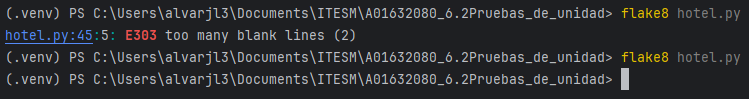 (.venv) PS C:\Users\alvarjl3\Documents\ITESM\A01632080_6.2Pruebas_de_unidad> flake8 hotel.py
hotel.py:45:5: E303 too many blank lines (2)
(.venv) PS C:\Users\alvarjl3\Documents\ITESM\A01632080_6.2Pruebas_de_unidad> flake8 hotel.py
(.venv) PS C:\Users\alvarjl3\Documents\ITESM\A01632080_6.2Pruebas_de_unidad>